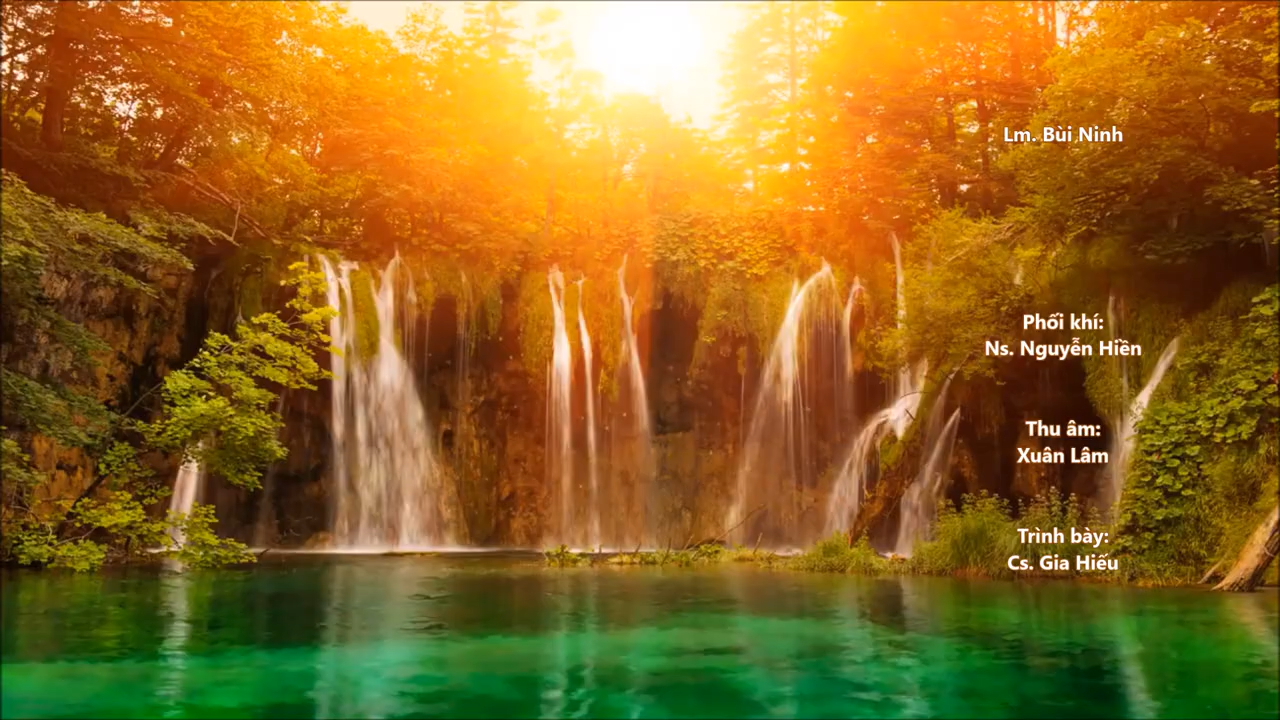 Lm. Bùi Ninh
Phối khí:
Ns. Nguyễn Hiền
Thu âm:
Xuân Lâm
Trình bày:
Cs. Gia Hiếu